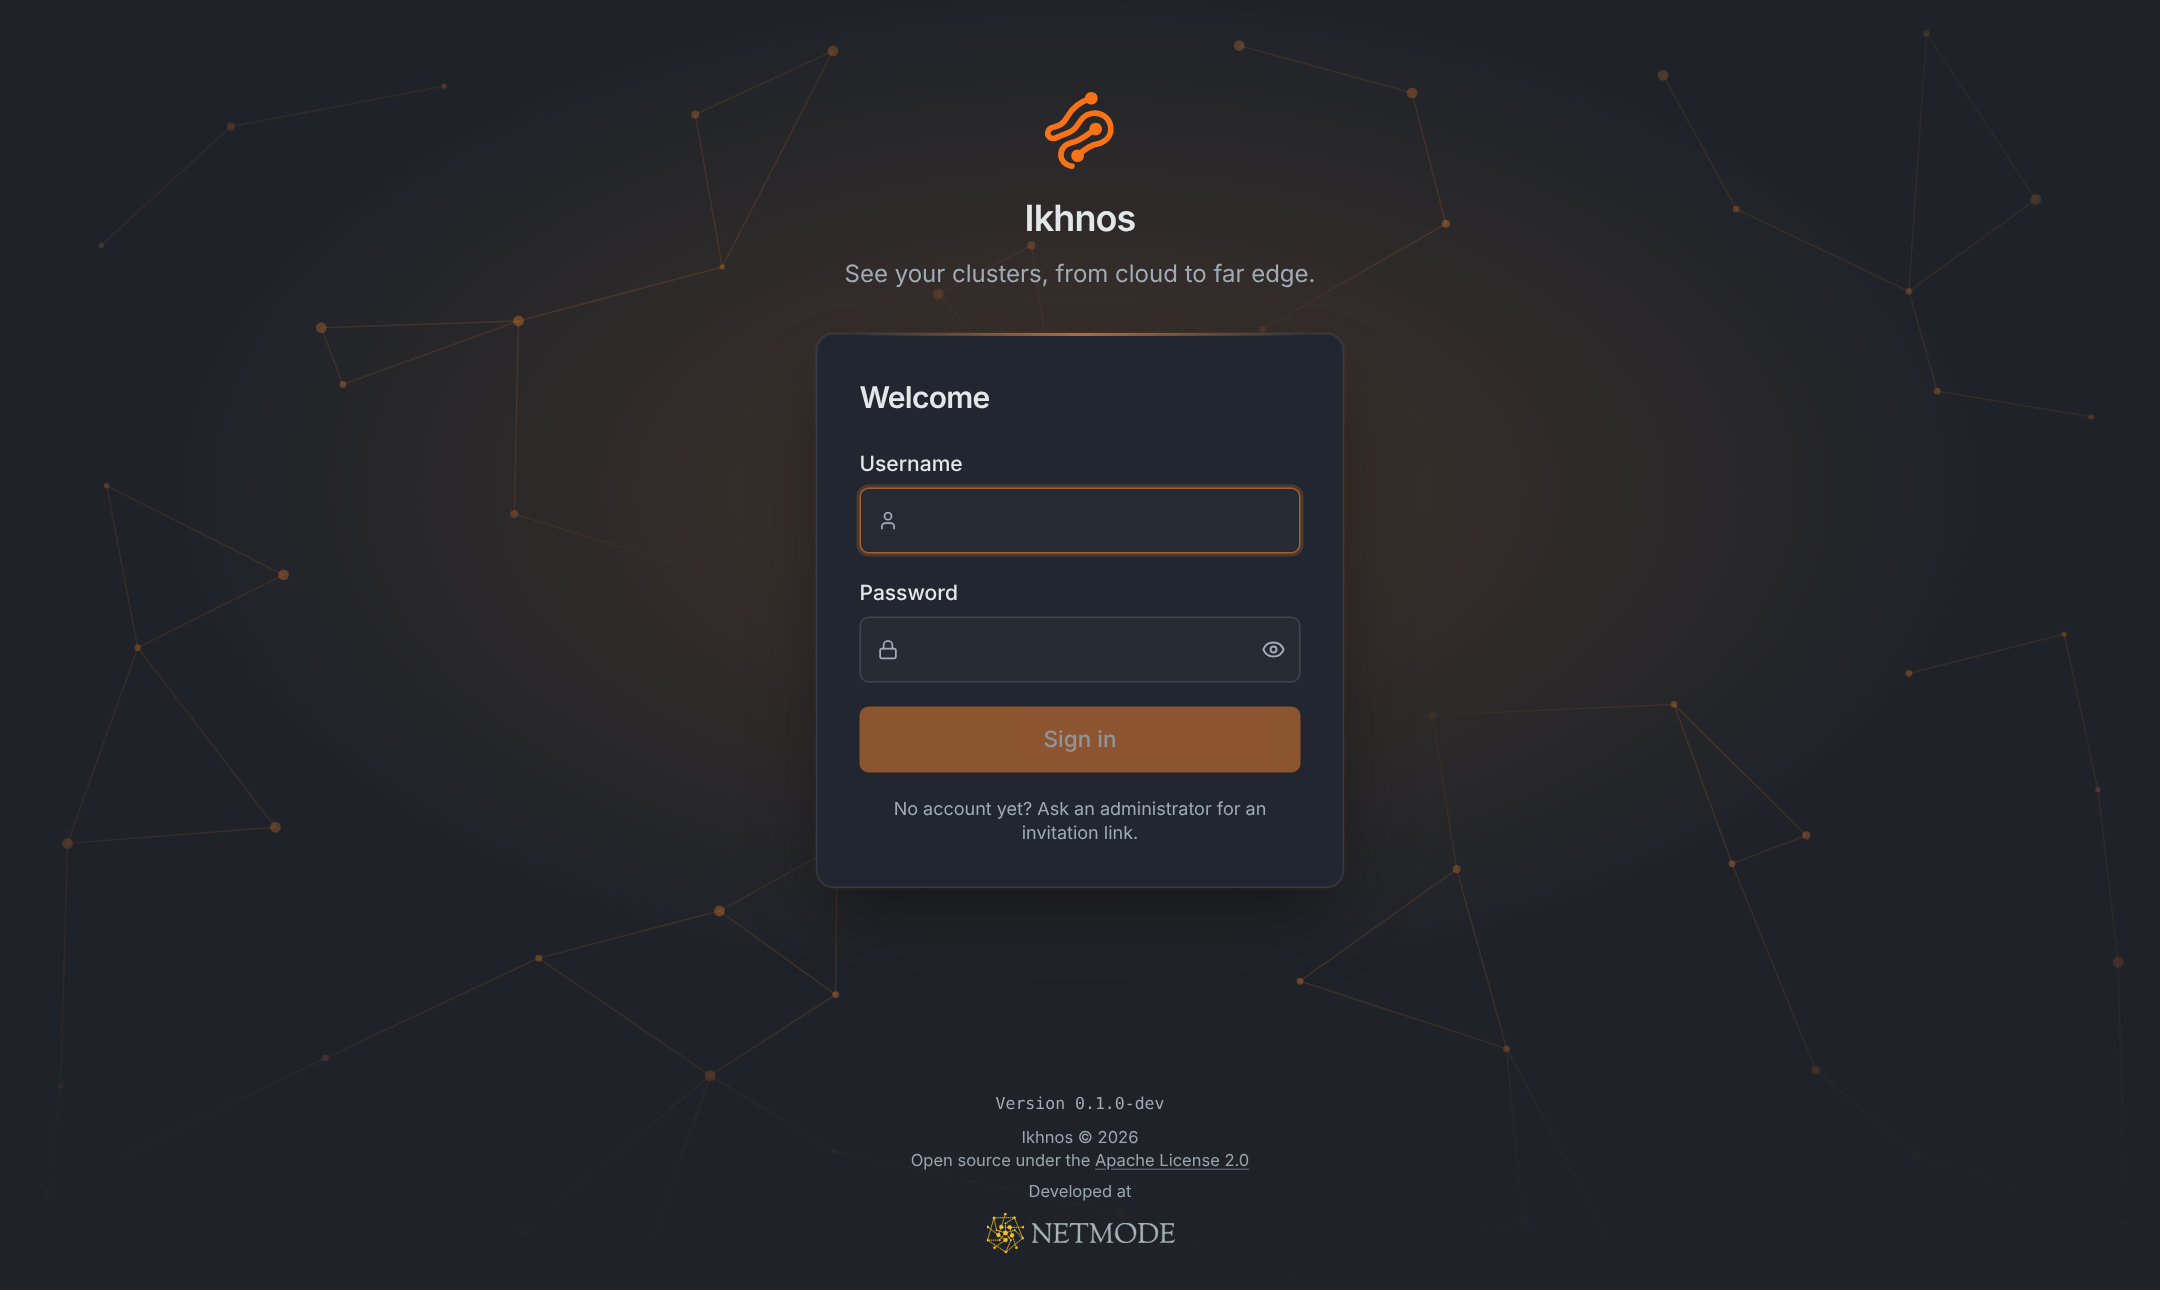 Ikhnos
See your clusters, from cloud to far edge.
Welcome
Username
Password
Sign in
No account yet? Ask an administrator for an
invitation link.
Version 0.1.0-dev
Ikhnos © 2026
Open source under the Apache License 2.0
Developed at
NETMODE